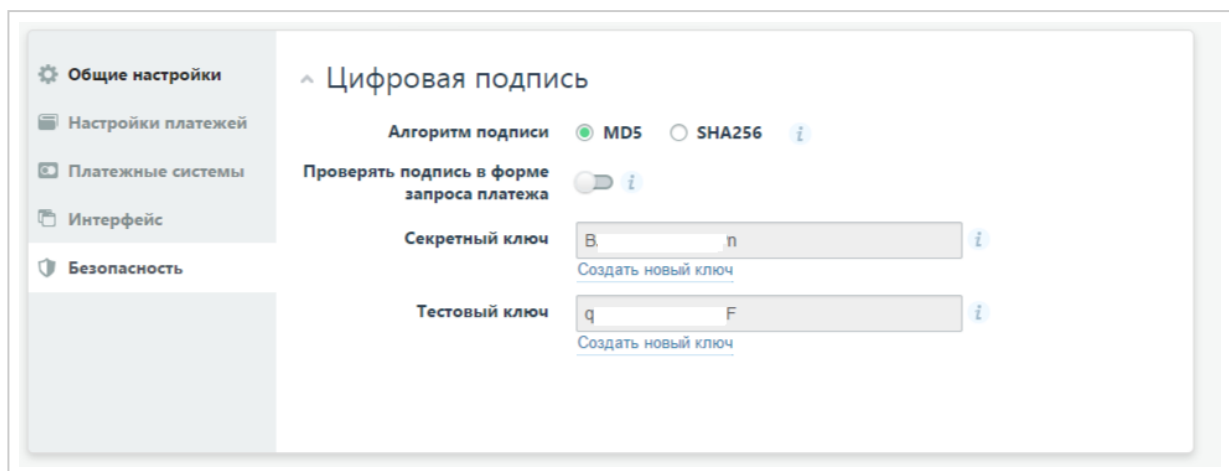 Общие настройки
Настройки платежей
Платежные системы
Интерфейс
Безопасность
Цифровая подпись
Алгоритм подписи MD5 SHA256 i
Проверять подпись в форме
запроса платежа i
Секретный ключ B n i
Создать новый ключ
Тестовый ключ q F i
Создать новый ключ